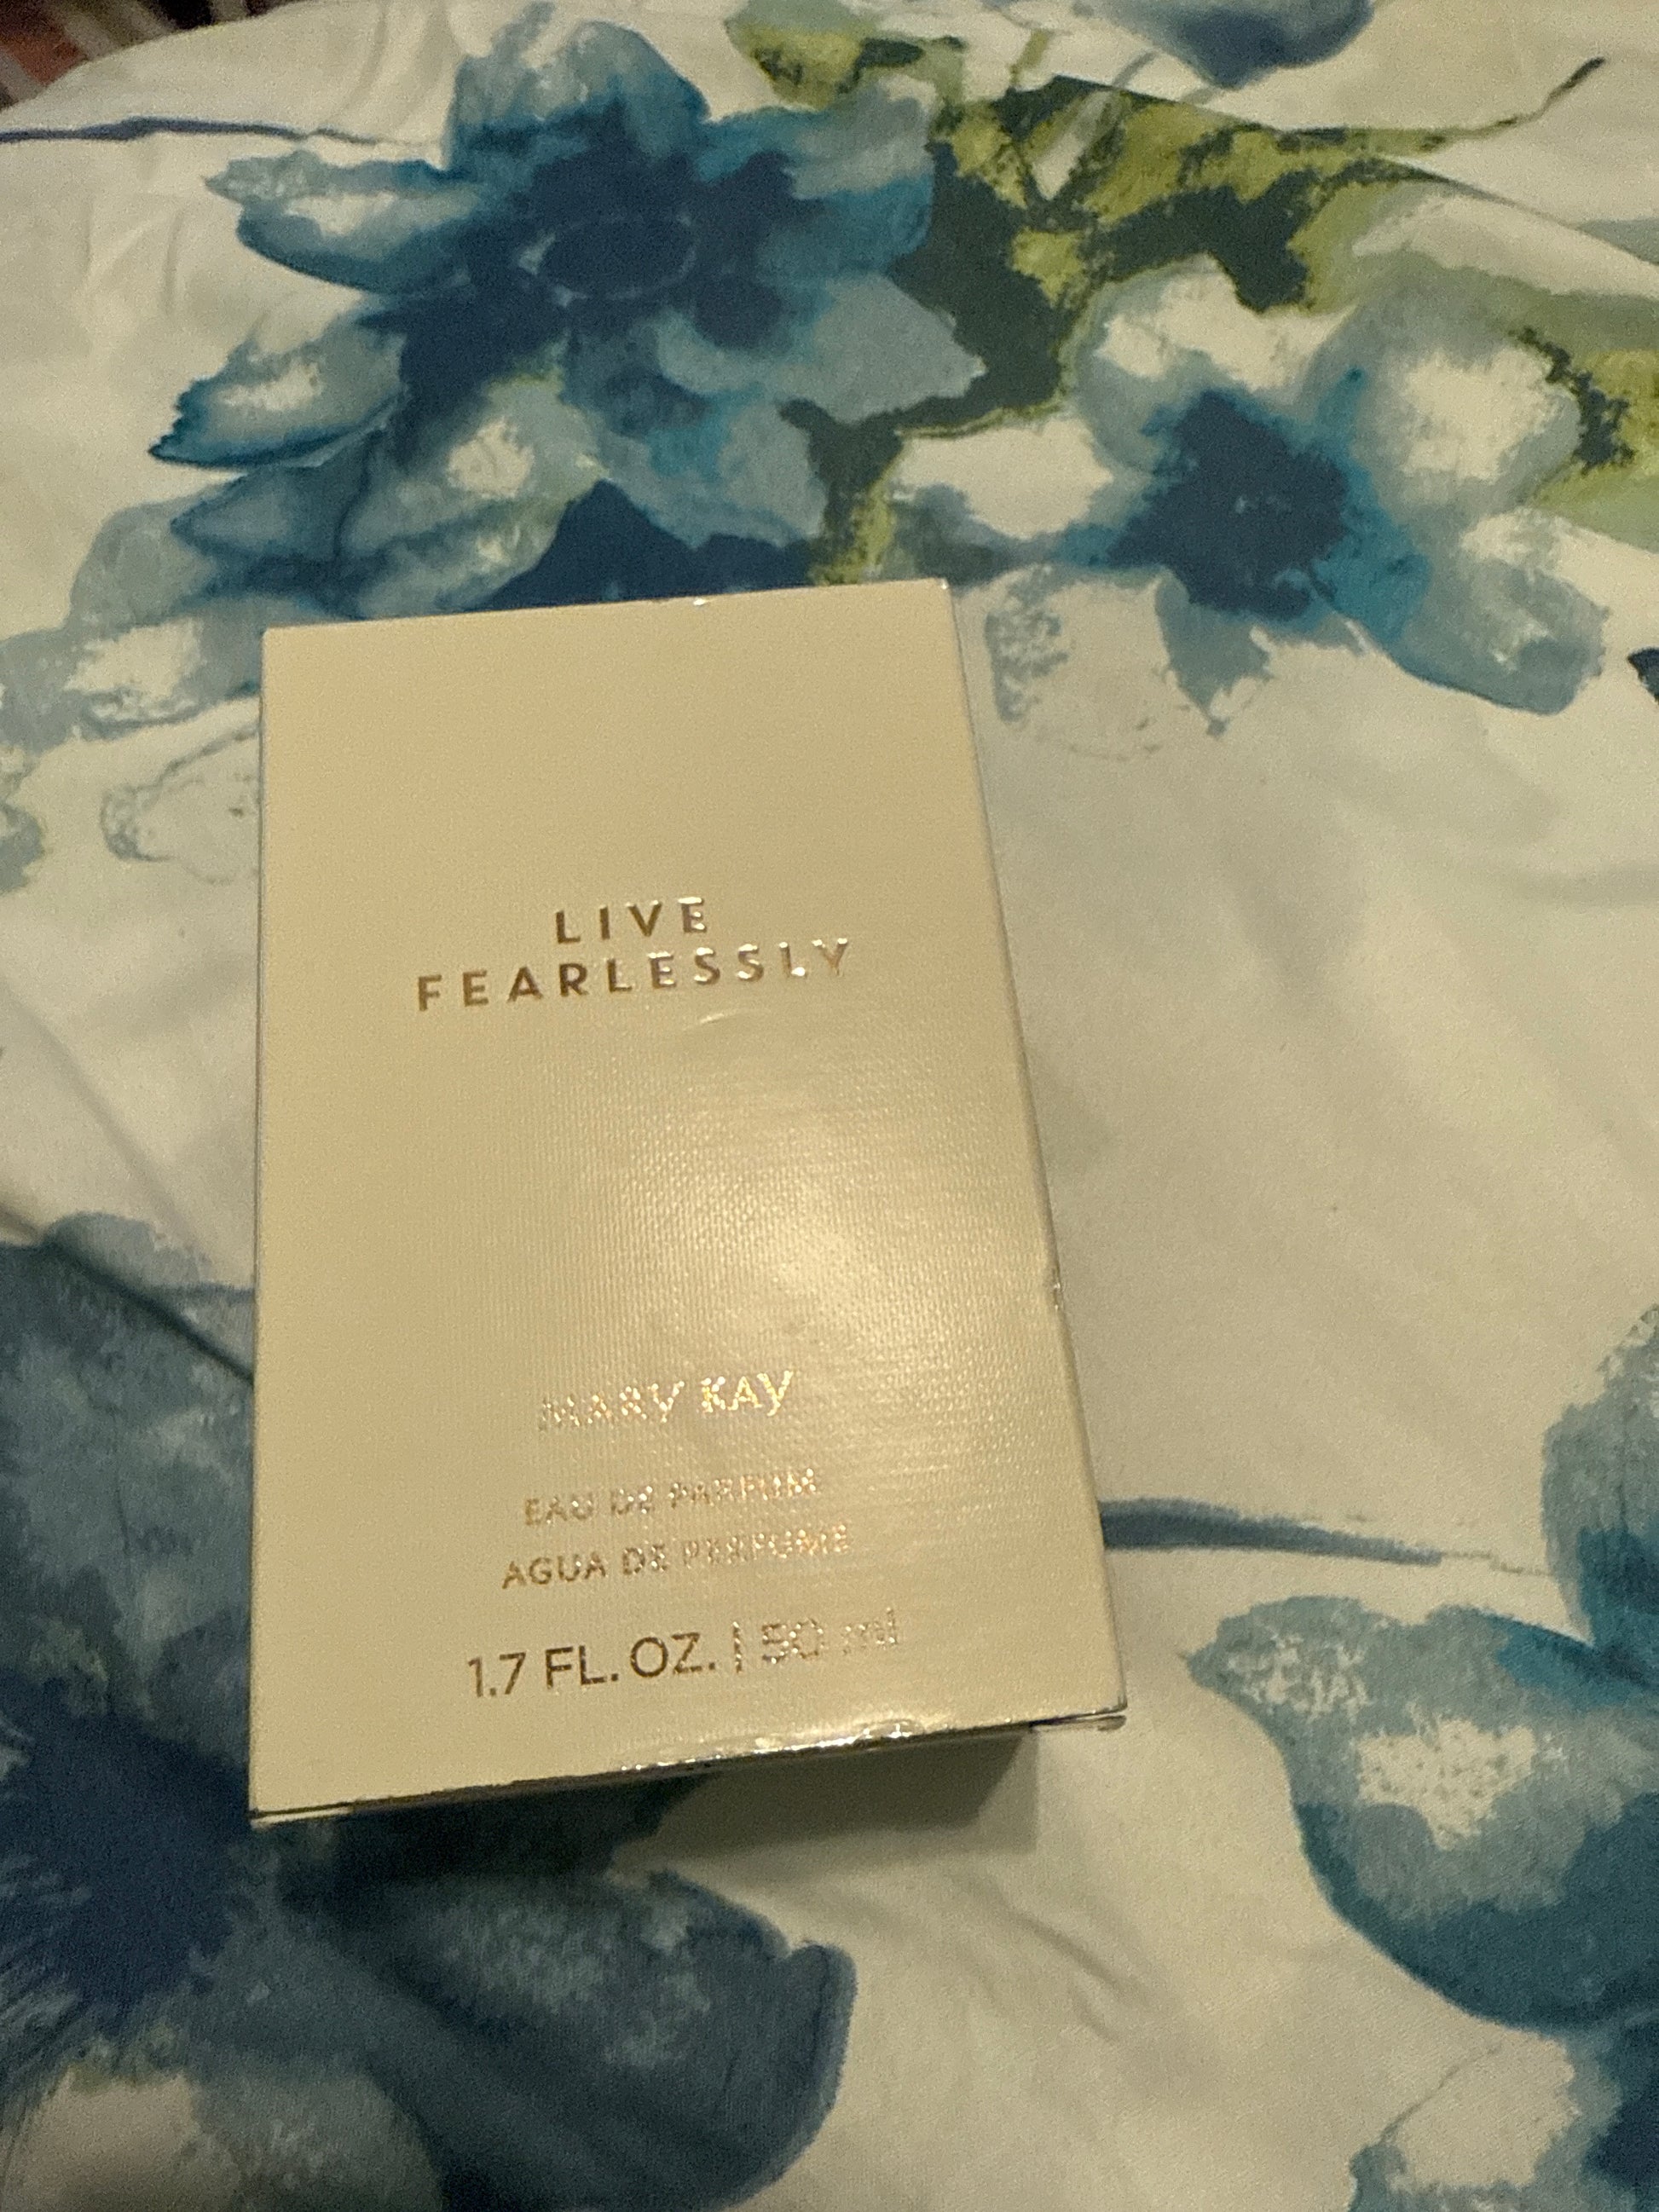 LIVE
FEARLESSLY
MARY KAY
EAU DE PARFUM
AGUA DE PERFUME
1.7 FL. OZ. | 50 ml